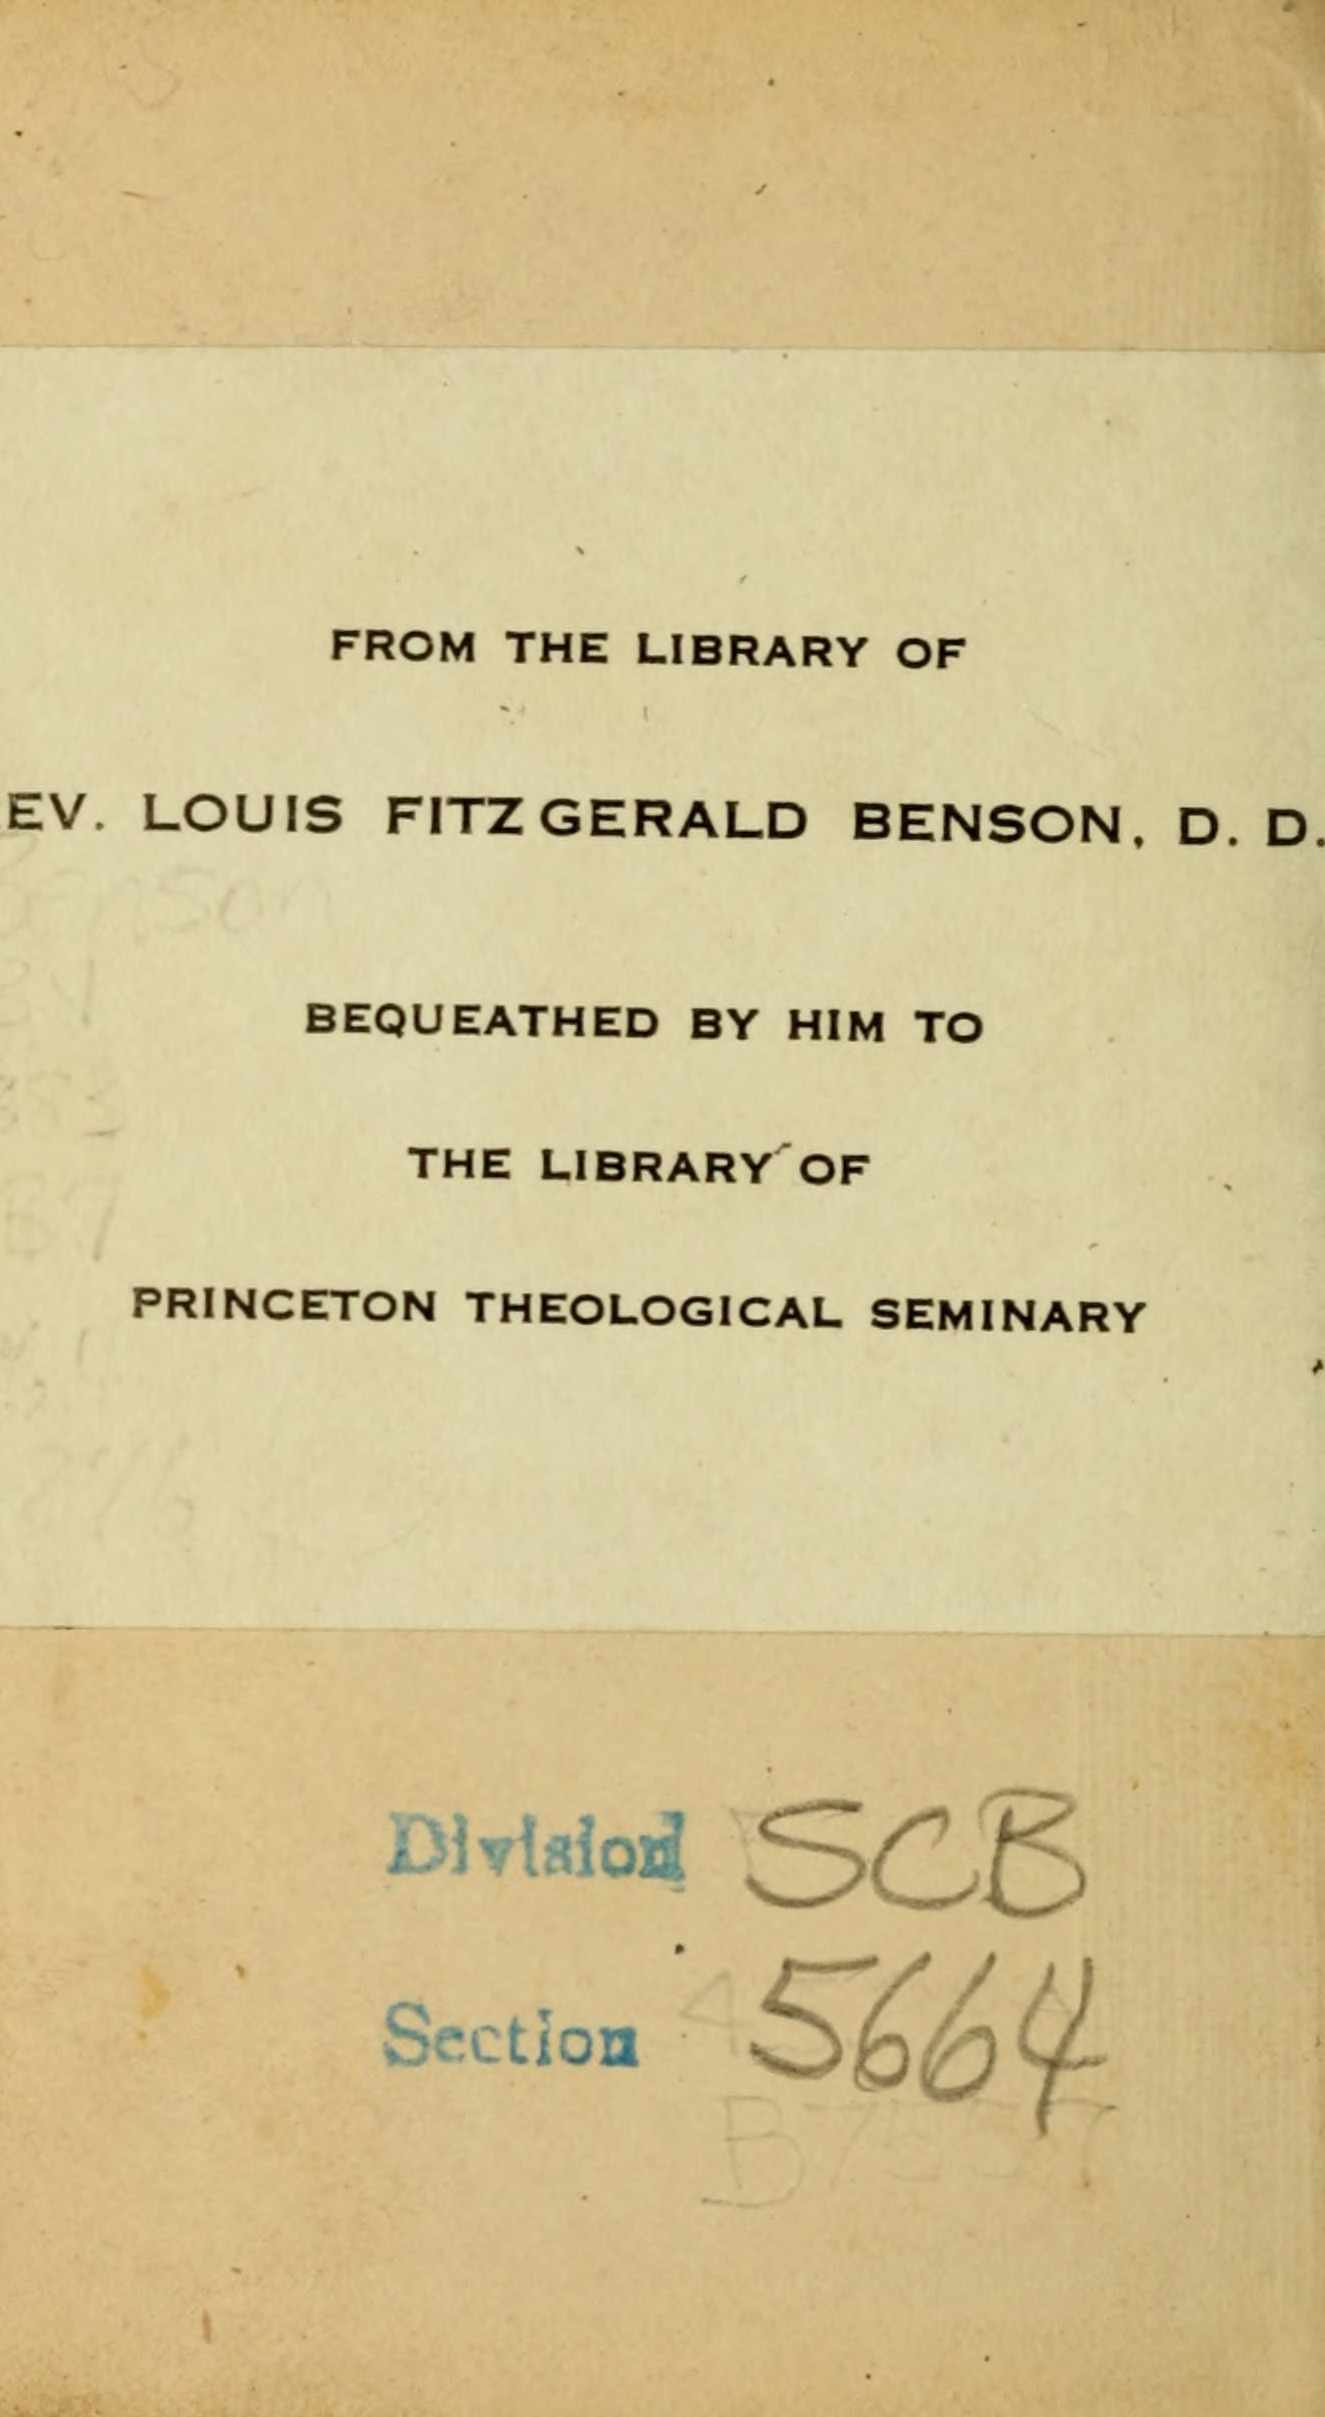 FROM THE LIBRARY OF
EV. LOUIS FITZGERALD BENSON, D. D.
BEQUEATHED BY HIM TO
THE LIBRARY OF
PRINCETON THEOLOGICAL SEMINARY
Division SCB
Section 5664